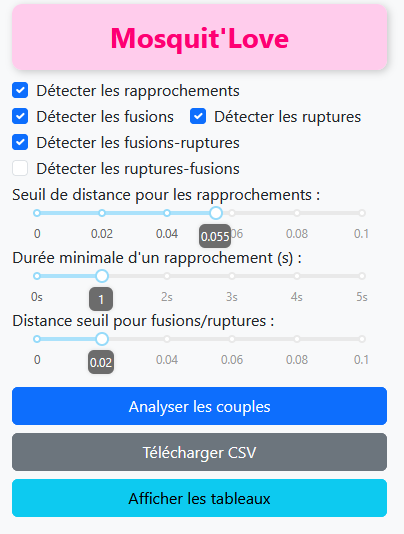 Mosquit'Love
Détecter les rapprochements
Détecter les fusions Détecter les ruptures
Détecter les fusions-ruptures
Détecter les ruptures-fusions
Seuil de distance pour les rapprochements :
0 0.02 0.04 0.055 06 0.08 0.1
Durée minimale d'un rapprochement (s) :
0s 1 2s 3s 4s 5s
Distance seuil pour fusions/ruptures :
0 0.02 0.04 0.06 0.08 0.1
Analyser les couples
Télécharger CSV
Afficher les tableaux